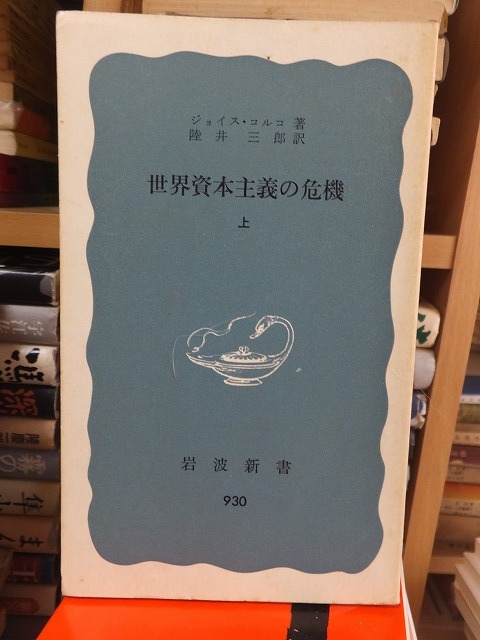 ジョイス・コルコ 著
陸井三郎 訳
世界資本主義の危機
上
岩波新書
930